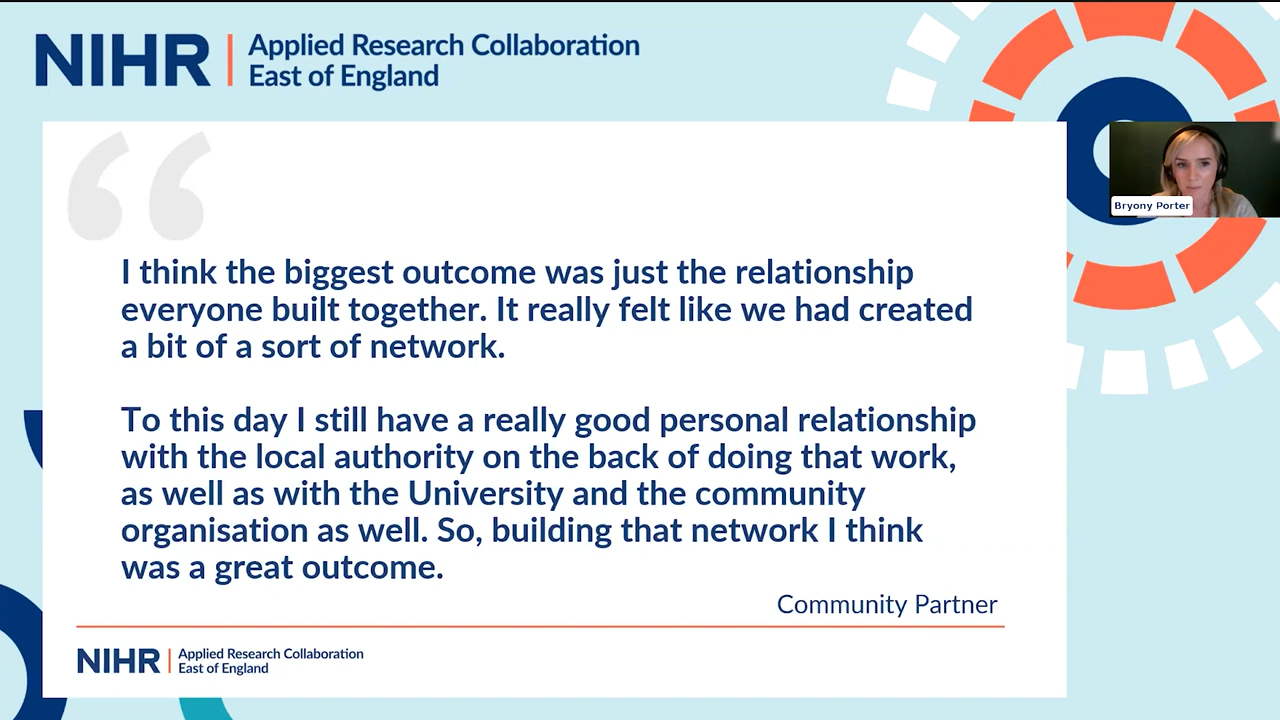 NIHR
Applied Research Collaboration
East of England
Bryony Porter
I think the biggest outcome was just the relationship
everyone built together. It really felt like we had created
a bit of a sort of network.
To this day I still have a really good personal relationship
with the local authority on the back of doing that work,
as well as with the University and the community
organisation as well. So, building that network I think
was a great outcome.
Community Partner
NIHR
Applied Research Collaboration
East of England